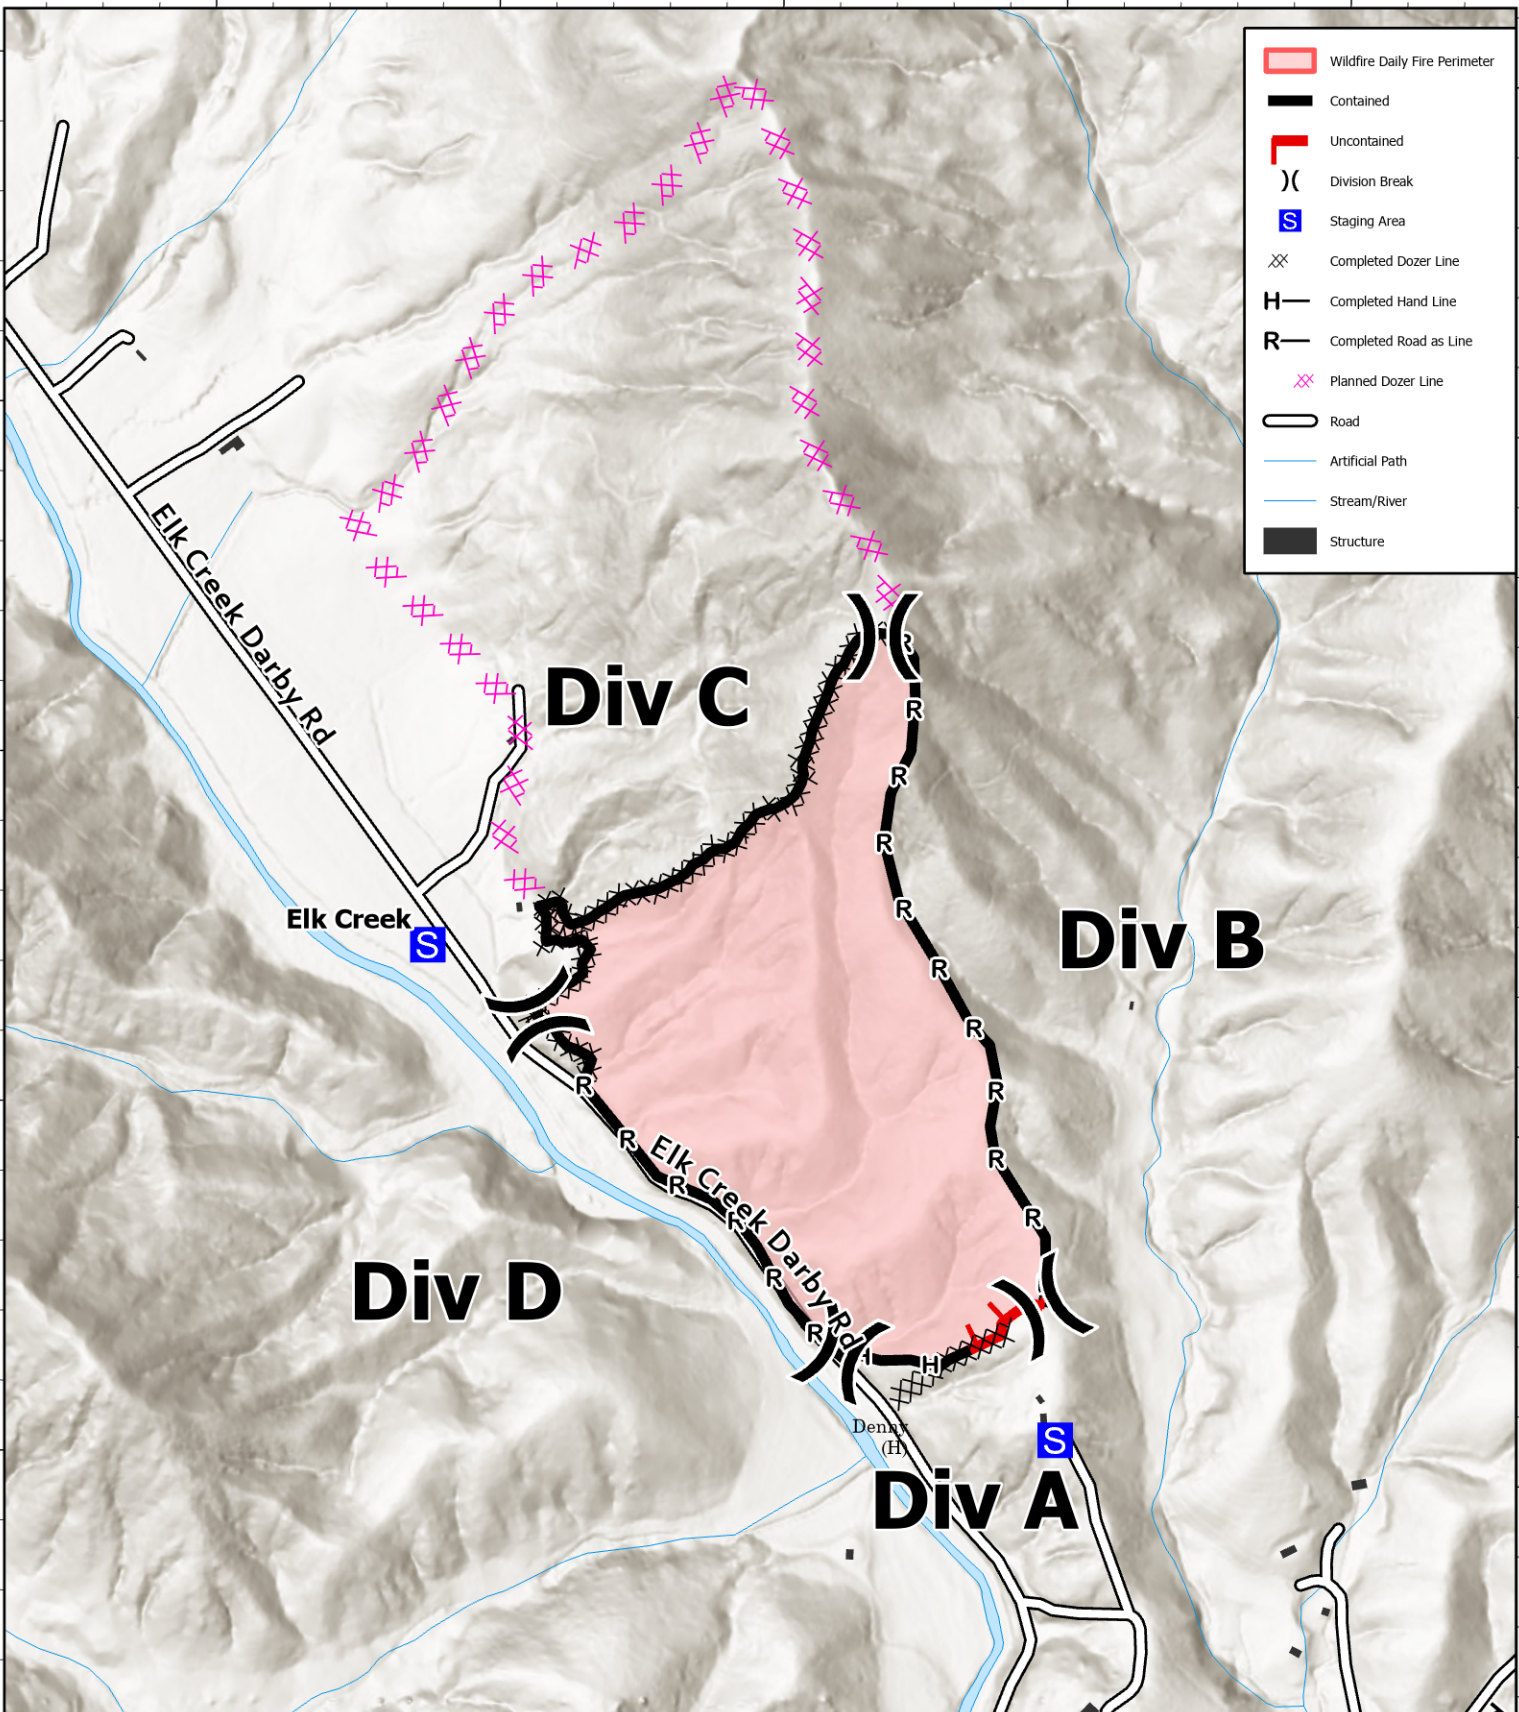 Wildfire Daily Fire Perimeter
Contained
Uncontained
)( Division Break
S Staging Area
Completed Dozer Line
H Completed Hand Line
R Completed Road as Line
Planned Dozer Line
Road
Artificial Path
Stream/River
Structure
Elk Creek Darby Rd
Div C
R
R
R
R
R
Div B
Elk Creek
S
R
R
R
R
R
R
R
Elk Creek Darby Rd
R
R
R
R
Div D
H
H
Denny
(H)
S
Div A